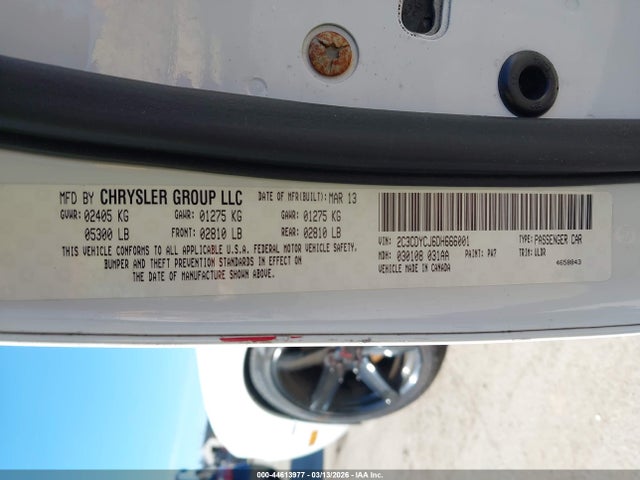 MFD BY CHRYSLER GROUP LLC DATE OF MFR(BUILT): MAR 13
GVWR: 02405 KG GAWR: 01275 KG GAWR: 01275 KG
05300 LB FRONT: 02810 LB REAR: 02810 LB
THIS VEHICLE CONFORMS TO ALL APPLICABLE U.S.A. FEDERAL MOTOR VEHICLE SAFETY,
BUMPER AND THEFT PREVENTION STANDARDS IN EFFECT
ON THE DATE OF MANUFACTURE SHOWN ABOVE.
VIN: 2C3CDYCJ6DH666001 TYPE: PASSENGER CAR
MDH: 030108 031AA PAINT: PW7 TRIM: VLDR
VEHICLE MADE IN CANADA 4658843
000-44613977 — 03/13/2026 — IAA Inc.